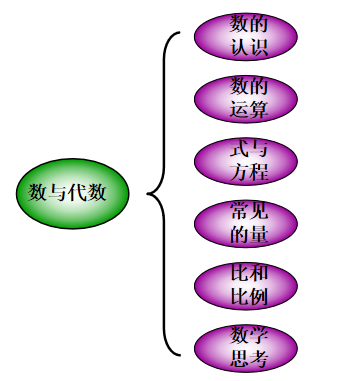 数与代数
数的
认识
数的
运算
式与
方程
常见
的量
比和
比例
数学
思考